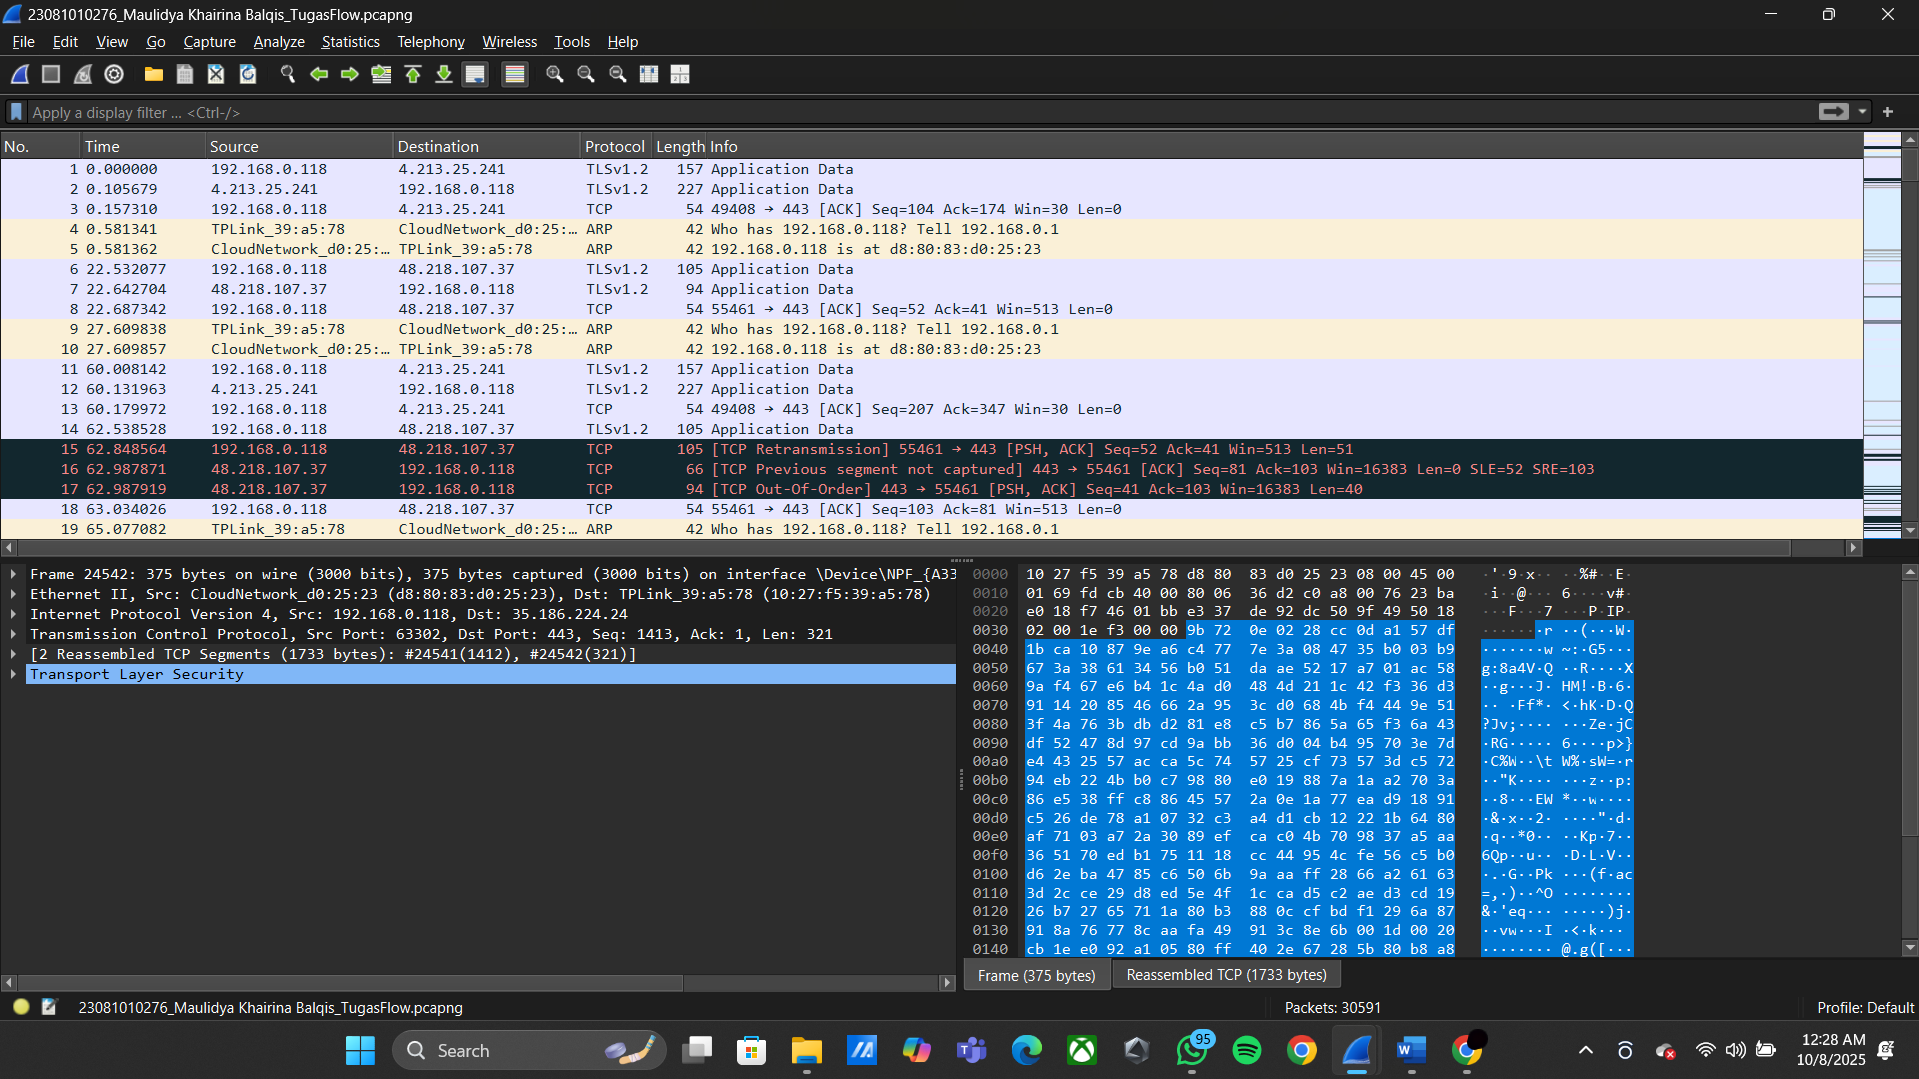 23081010276_Maulidya Khairina Balqis_TugasFlow.pcapng
File Edit View Go Capture Analyze Statistics Telephony Wireless Tools Help
Apply a display filter ... <Ctrl-/>
No. Time Source Destination Protocol Length Info
1 0.000000 192.168.0.118 4.213.25.241 TLSv1.2 157 Application Data
2 0.105679 4.213.25.241 192.168.0.118 TLSv1.2 227 Application Data
3 0.157310 192.168.0.118 4.213.25.241 TCP 54 49408 → 443 [ACK] Seq=104 Ack=174 Win=30 Len=0
4 0.581341 TPLink_39:a5:78 CloudNetwork_d0:25:… ARP 42 Who has 192.168.0.118? Tell 192.168.0.1
5 0.581362 CloudNetwork_d0:25:… TPLink_39:a5:78 ARP 42 192.168.0.118 is at d8:80:83:d0:25:23
6 22.532077 192.168.0.118 48.218.107.37 TLSv1.2 105 Application Data
7 22.642704 48.218.107.37 192.168.0.118 TLSv1.2 94 Application Data
8 22.687342 192.168.0.118 48.218.107.37 TCP 54 55461 → 443 [ACK] Seq=52 Ack=41 Win=513 Len=0
9 27.609838 TPLink_39:a5:78 CloudNetwork_d0:25:… ARP 42 Who has 192.168.0.118? Tell 192.168.0.1
10 27.609857 CloudNetwork_d0:25:… TPLink_39:a5:78 ARP 42 192.168.0.118 is at d8:80:83:d0:25:23
11 60.008142 192.168.0.118 4.213.25.241 TLSv1.2 157 Application Data
12 60.131963 4.213.25.241 192.168.0.118 TLSv1.2 227 Application Data
13 60.179972 192.168.0.118 4.213.25.241 TCP 54 49408 → 443 [ACK] Seq=207 Ack=347 Win=30 Len=0
14 62.538528 192.168.0.118 48.218.107.37 TLSv1.2 105 Application Data
15 62.848564 192.168.0.118 48.218.107.37 TCP 105 [TCP Retransmission] 55461 → 443 [PSH, ACK] Seq=52 Ack=41 Win=513 Len=51
16 62.987871 48.218.107.37 192.168.0.118 TCP 66 [TCP Previous segment not captured] 443 → 55461 [ACK] Seq=81 Ack=103 Win=16383 Len=0 SLE=52 SRE=103
17 62.987919 48.218.107.37 192.168.0.118 TCP 94 [TCP Out-Of-Order] 443 → 55461 [PSH, ACK] Seq=41 Ack=103 Win=16383 Len=40
18 63.034026 192.168.0.118 48.218.107.37 TCP 54 55461 → 443 [ACK] Seq=103 Ack=81 Win=513 Len=0
19 65.077082 TPLink_39:a5:78 CloudNetwork_d0:25:… ARP 42 Who has 192.168.0.118? Tell 192.168.0.1
Frame 24542: 375 bytes on wire (3000 bits), 375 bytes captured (3000 bits) on interface \Device\NPF_{A33
Ethernet II, Src: CloudNetwork_d0:25:23 (d8:80:83:d0:25:23), Dst: TPLink_39:a5:78 (10:27:f5:39:a5:78)
Internet Protocol Version 4, Src: 192.168.0.118, Dst: 35.186.224.24
Transmission Control Protocol, Src Port: 63302, Dst Port: 443, Seq: 1413, Ack: 1, Len: 321
[2 Reassembled TCP Segments (1733 bytes): #24541(1412), #24542(321)]
Transport Layer Security
0000 10 27 f5 39 a5 78 d8 80 83 d0 25 23 08 00 45 00
0010 01 69 fd cb 40 00 80 06 36 d2 c0 a8 00 76 23 ba
0020 e0 18 f7 46 01 bb e3 37 de 92 dc 50 9f 49 50 18
0030 02 00 1e f3 00 00 9b 72 0e 02 28 cc 0d a1 57 df
0040 1b ca 10 87 9e a6 c4 77 7e 3a 08 47 35 b0 03 b9
0050 67 3a 38 61 34 56 b0 51 da ae 52 17 a7 01 ac 58
0060 9a f4 67 e6 b4 1c 4a d0 48 4d 21 1c 42 f3 36 d3
0070 91 14 20 85 46 66 2a 95 3c d0 68 4b f4 44 9e 51
0080 3f 4a 76 3b db d2 81 e8 c5 b7 86 5a 65 f3 6a 43
0090 df 52 47 8d 97 cd 9a bb 36 d0 04 b4 95 70 3e 7d
00a0 e4 43 25 57 ac ca 5c 74 57 25 cf 73 57 3d c5 72
00b0 94 eb 22 4b b0 c7 98 80 e0 19 88 7a 1a a2 70 3a
00c0 86 e5 38 ff c8 86 45 57 2a 0e 1a 77 ea d9 18 91
00d0 c5 26 de 78 a1 07 32 c3 a4 d1 cb 12 22 1b 64 80
00e0 af 71 03 a7 2a 30 89 ef ca c0 4b 70 98 37 a5 aa
00f0 36 51 70 ed b1 75 11 18 cc 44 95 4c fe 56 c5 b0
0100 d6 2e ba 47 85 c6 50 6b 9a aa ff 28 66 a2 61 63
0110 3d 2c ce 29 d8 ed 5e 4f 1c ca d5 c2 ae d3 cd 19
0120 26 b7 27 65 71 1a 80 b3 88 0c cf bd f1 29 6a 87
0130 91 8a 76 77 8c aa fa 49 91 3c 8e 6b 00 1d 00 20
0140 cb 1e e0 92 a1 05 80 ff 40 2e 67 28 5b 80 b8 a8
Frame (375 bytes) Reassembled TCP (1733 bytes)
23081010276_Maulidya Khairina Balqis_TugasFlow.pcapng Packets: 30591 Profile: Default
Search 95 12:28 AM
10/8/2025